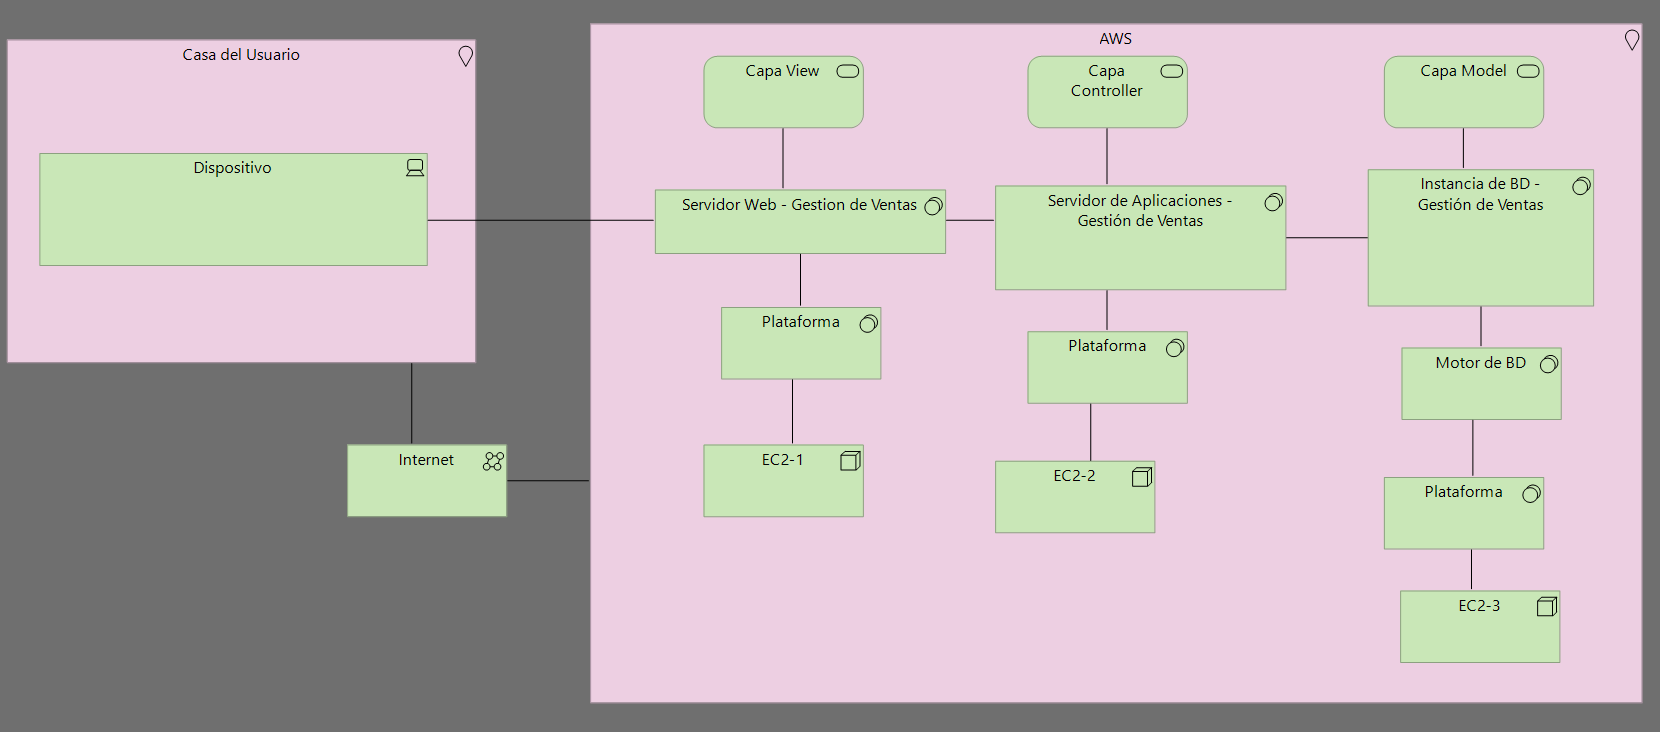 Casa del Usuario
Dispositivo
Internet
AWS
Capa View
Capa
Controller
Capa Model
Servidor Web - Gestion de Ventas
Servidor de Aplicaciones -
Gestión de Ventas
Instancia de BD -
Gestión de Ventas
Plataforma
Plataforma
Motor de BD
EC2-1
EC2-2
Plataforma
EC2-3